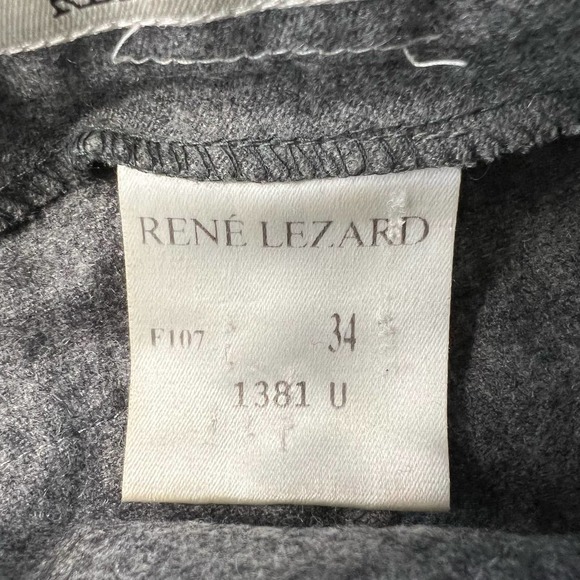 RENÉ LEZARD
F107 34
1381 U